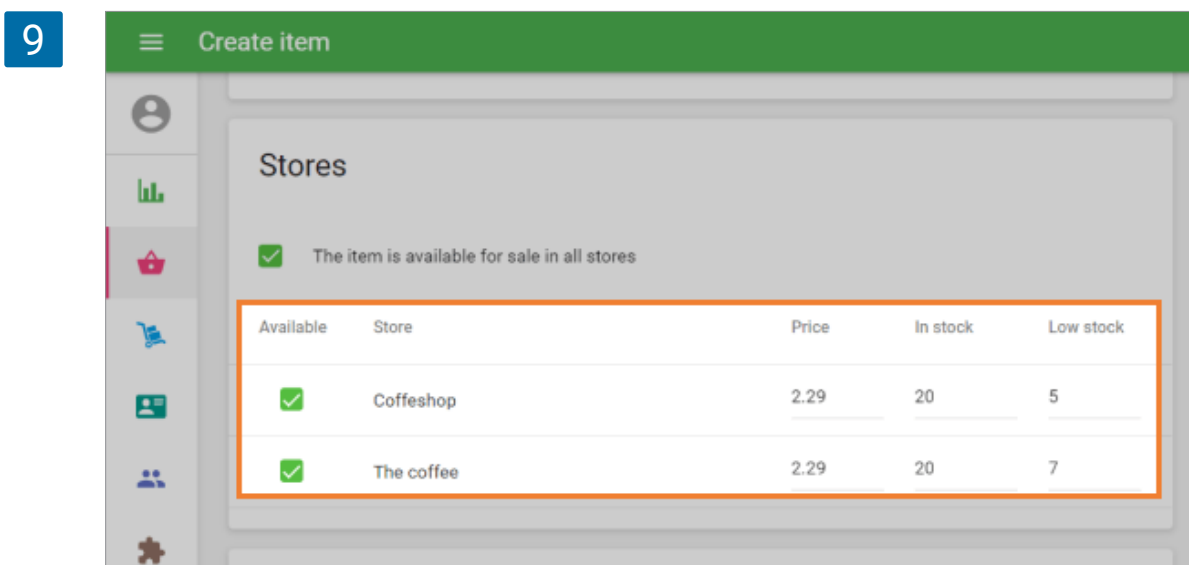 9
Create item
Stores
The item is available for sale in all stores
Available Store Price In stock Low stock
Coffeshop 2.29 20 5
The coffee 2.29 20 7